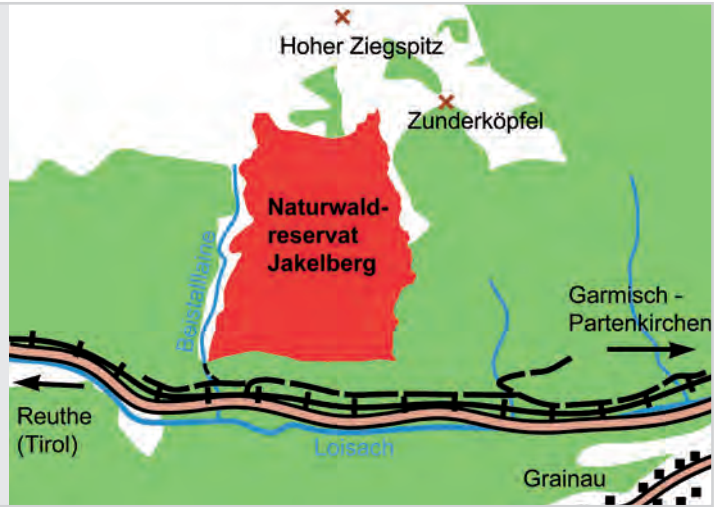 Hoher Ziegspitz
Zunderköpfel
Naturwald-
reservat
Jakelberg
Garmisch -
Partenkirchen
Reuthe
(Tirol)
Loisach
Grainau